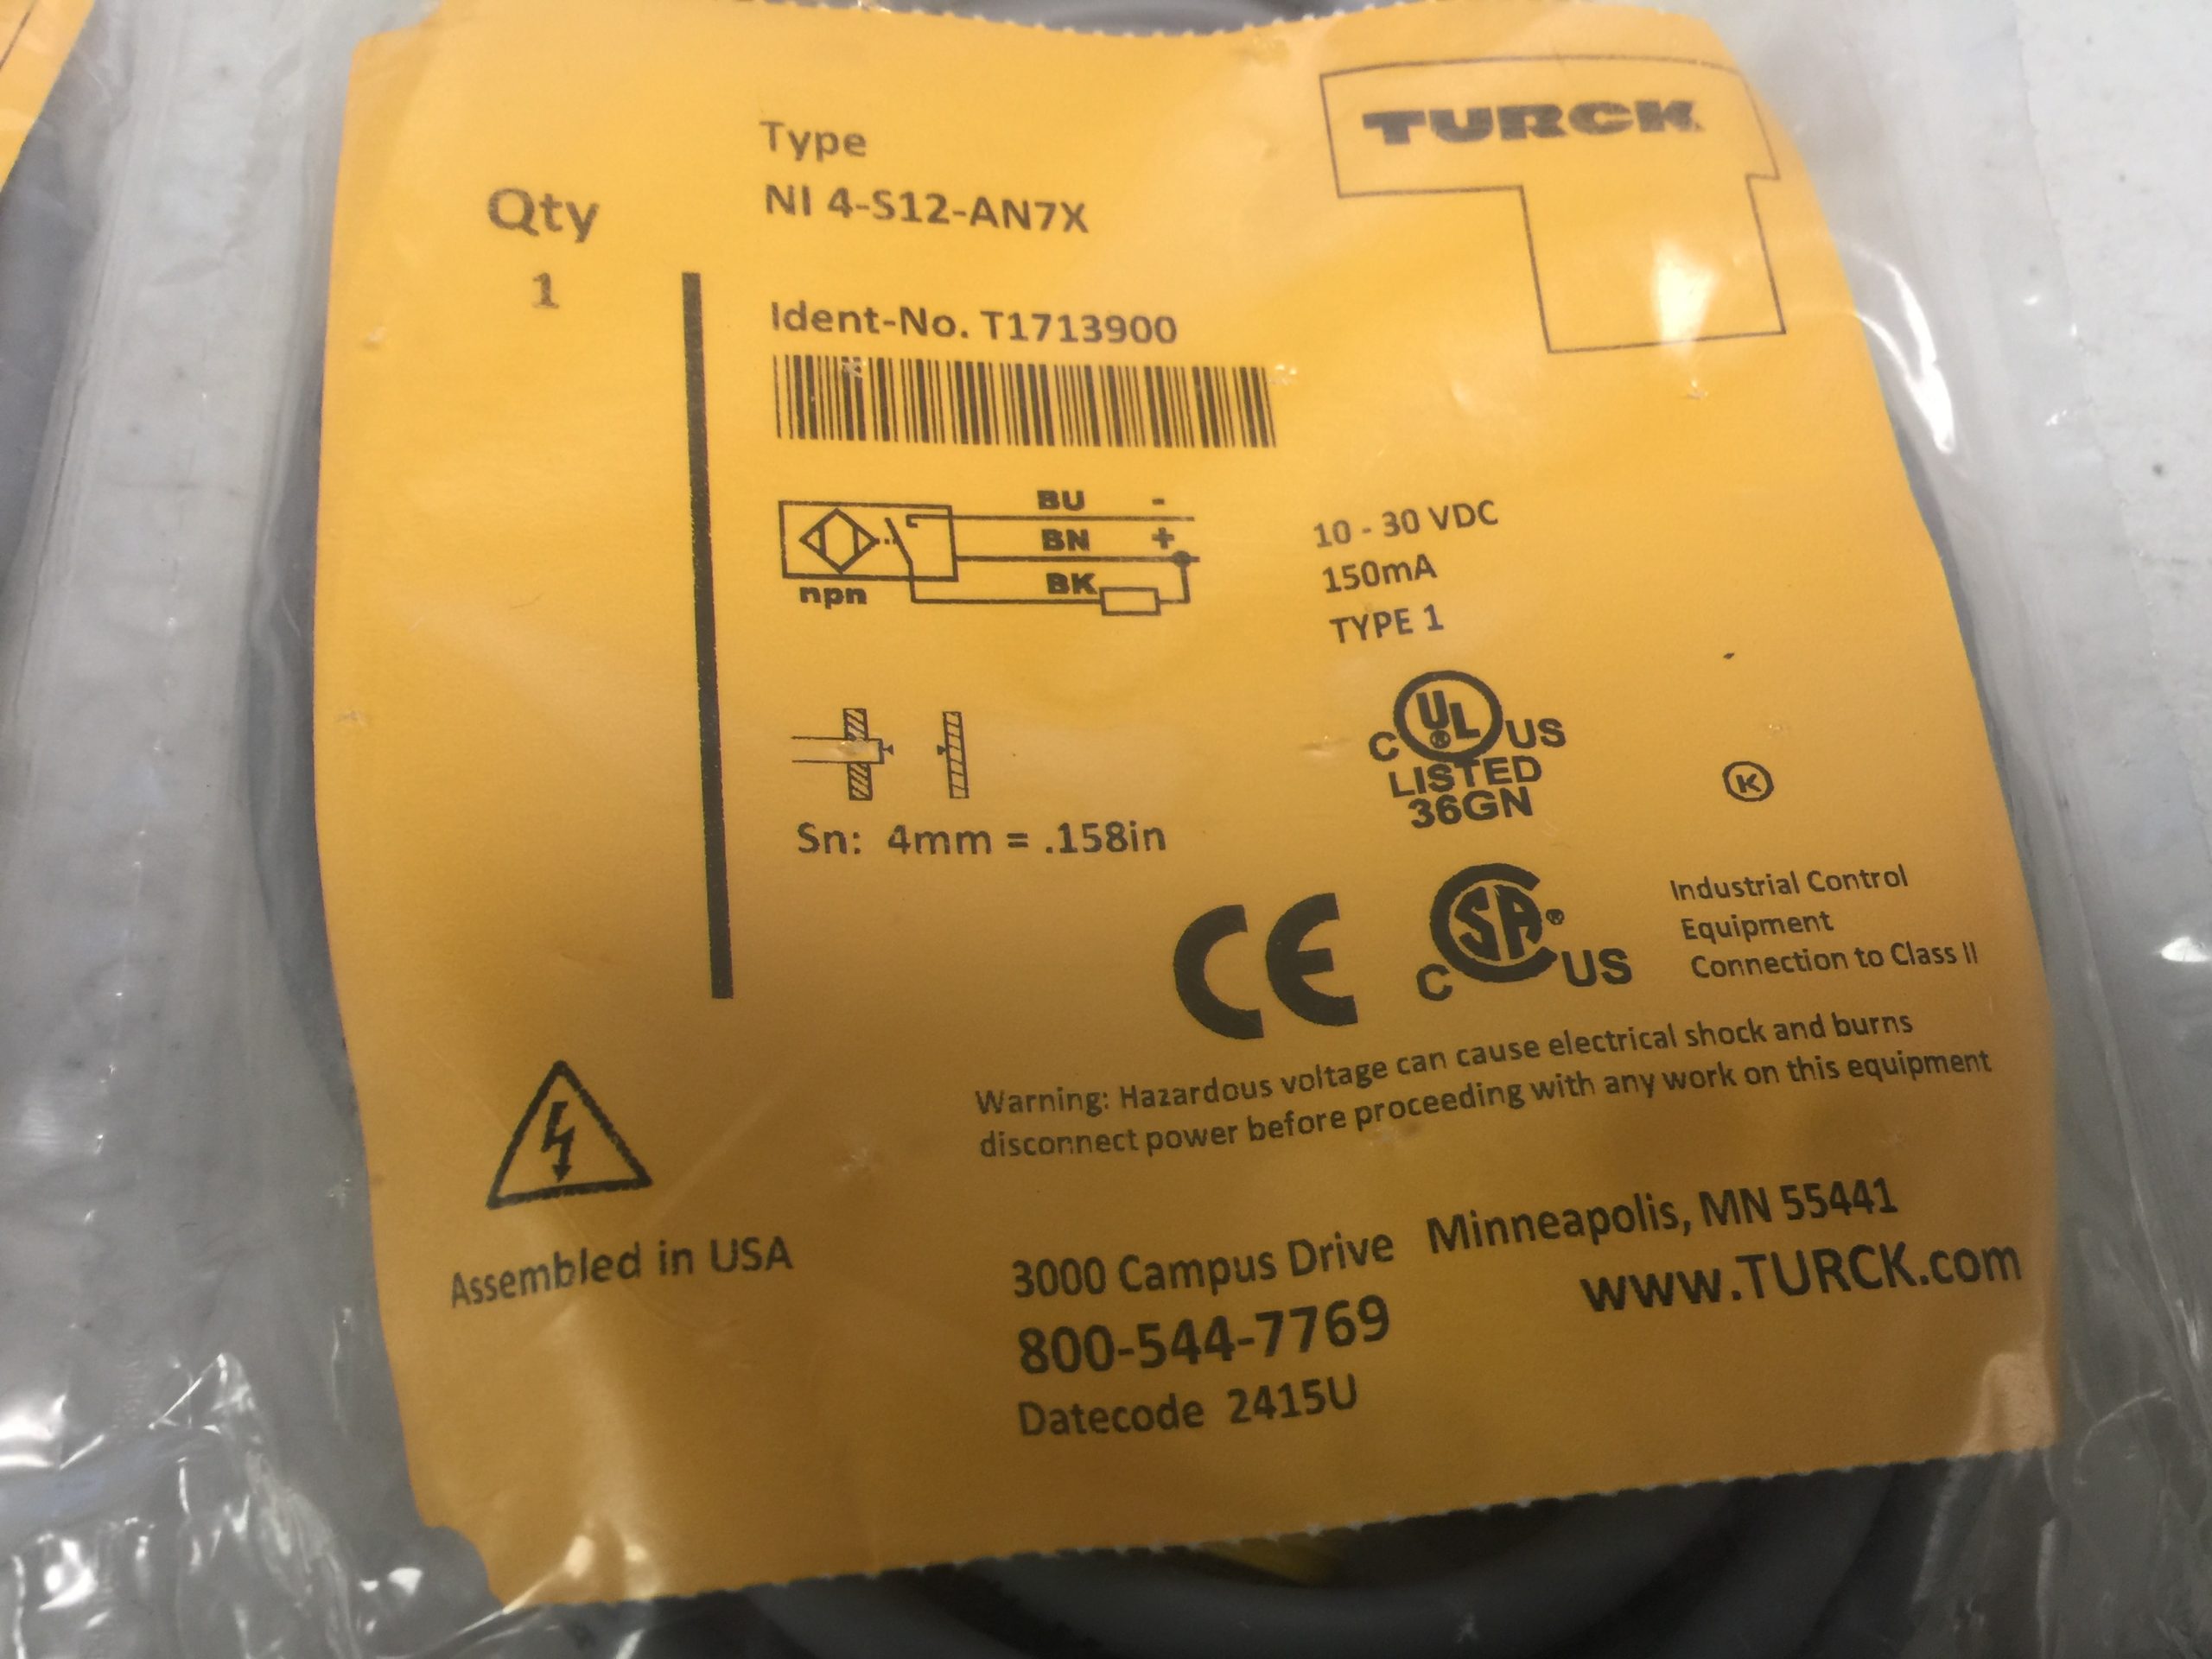 TURCK
Type
NI 4-S12-AN7X
Qty
1
Ident-No. T1713900
BU -
BN +
BK
npn
10 - 30 VDC
150mA
TYPE 1
C UL® US
LISTED
36GN
K
Sn: 4mm = .158in
CE
C SA® US
Industrial Control
Equipment
Connection to Class II
Warning: Hazardous voltage can cause electrical shock and burns
disconnect power before proceeding with any work on this equipment
Assembled in USA
3000 Campus Drive Minneapolis, MN 55441
800-544-7769
www.TURCK.com
Datecode 2415U